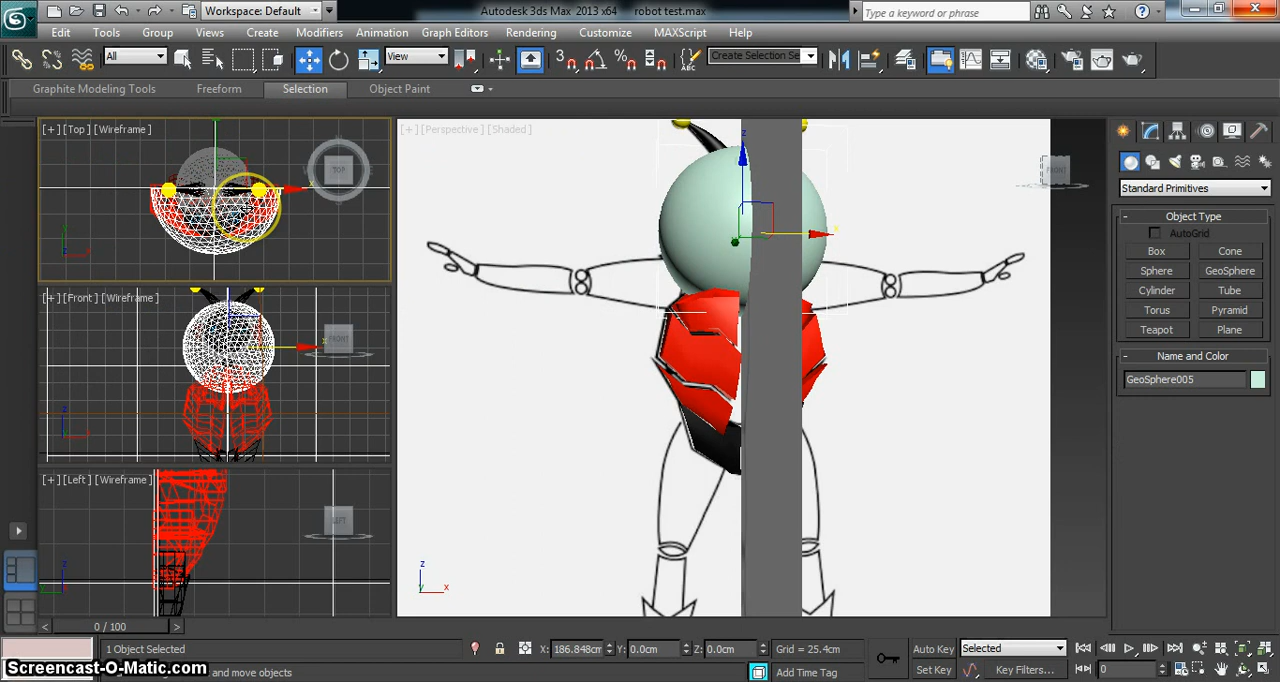 Workspace: Default
Autodesk 3ds Max 2013 x64 robot test.max
Type a keyword or phrase
Edit Tools Group Views Create Modifiers Animation Graph Editors Rendering Customize MAXScript Help
All
View
3
Create Selection Se
Graphite Modeling Tools Freeform Selection Object Paint
[+] [Top] [Wireframe]
TOP
[+] [Perspective] [Shaded]
FRONT
Standard Primitives
- Object Type
AutoGrid
Box Cone
Sphere GeoSphere
Cylinder Tube
Torus Pyramid
Teapot Plane
- Name and Color
GeoSphere005
[+] [Front] [Wireframe]
FRONT
[+] [Left] [Wireframe]
LEFT
z
x
0 / 100
1 Object Selected
X: 186.848cm Y: 0.0cm Z: 0.0cm Grid = 25.4cm
Auto Key Selected
and move objects
Add Time Tag
Set Key Key Filters...
0
Screencast-O-Matic.com